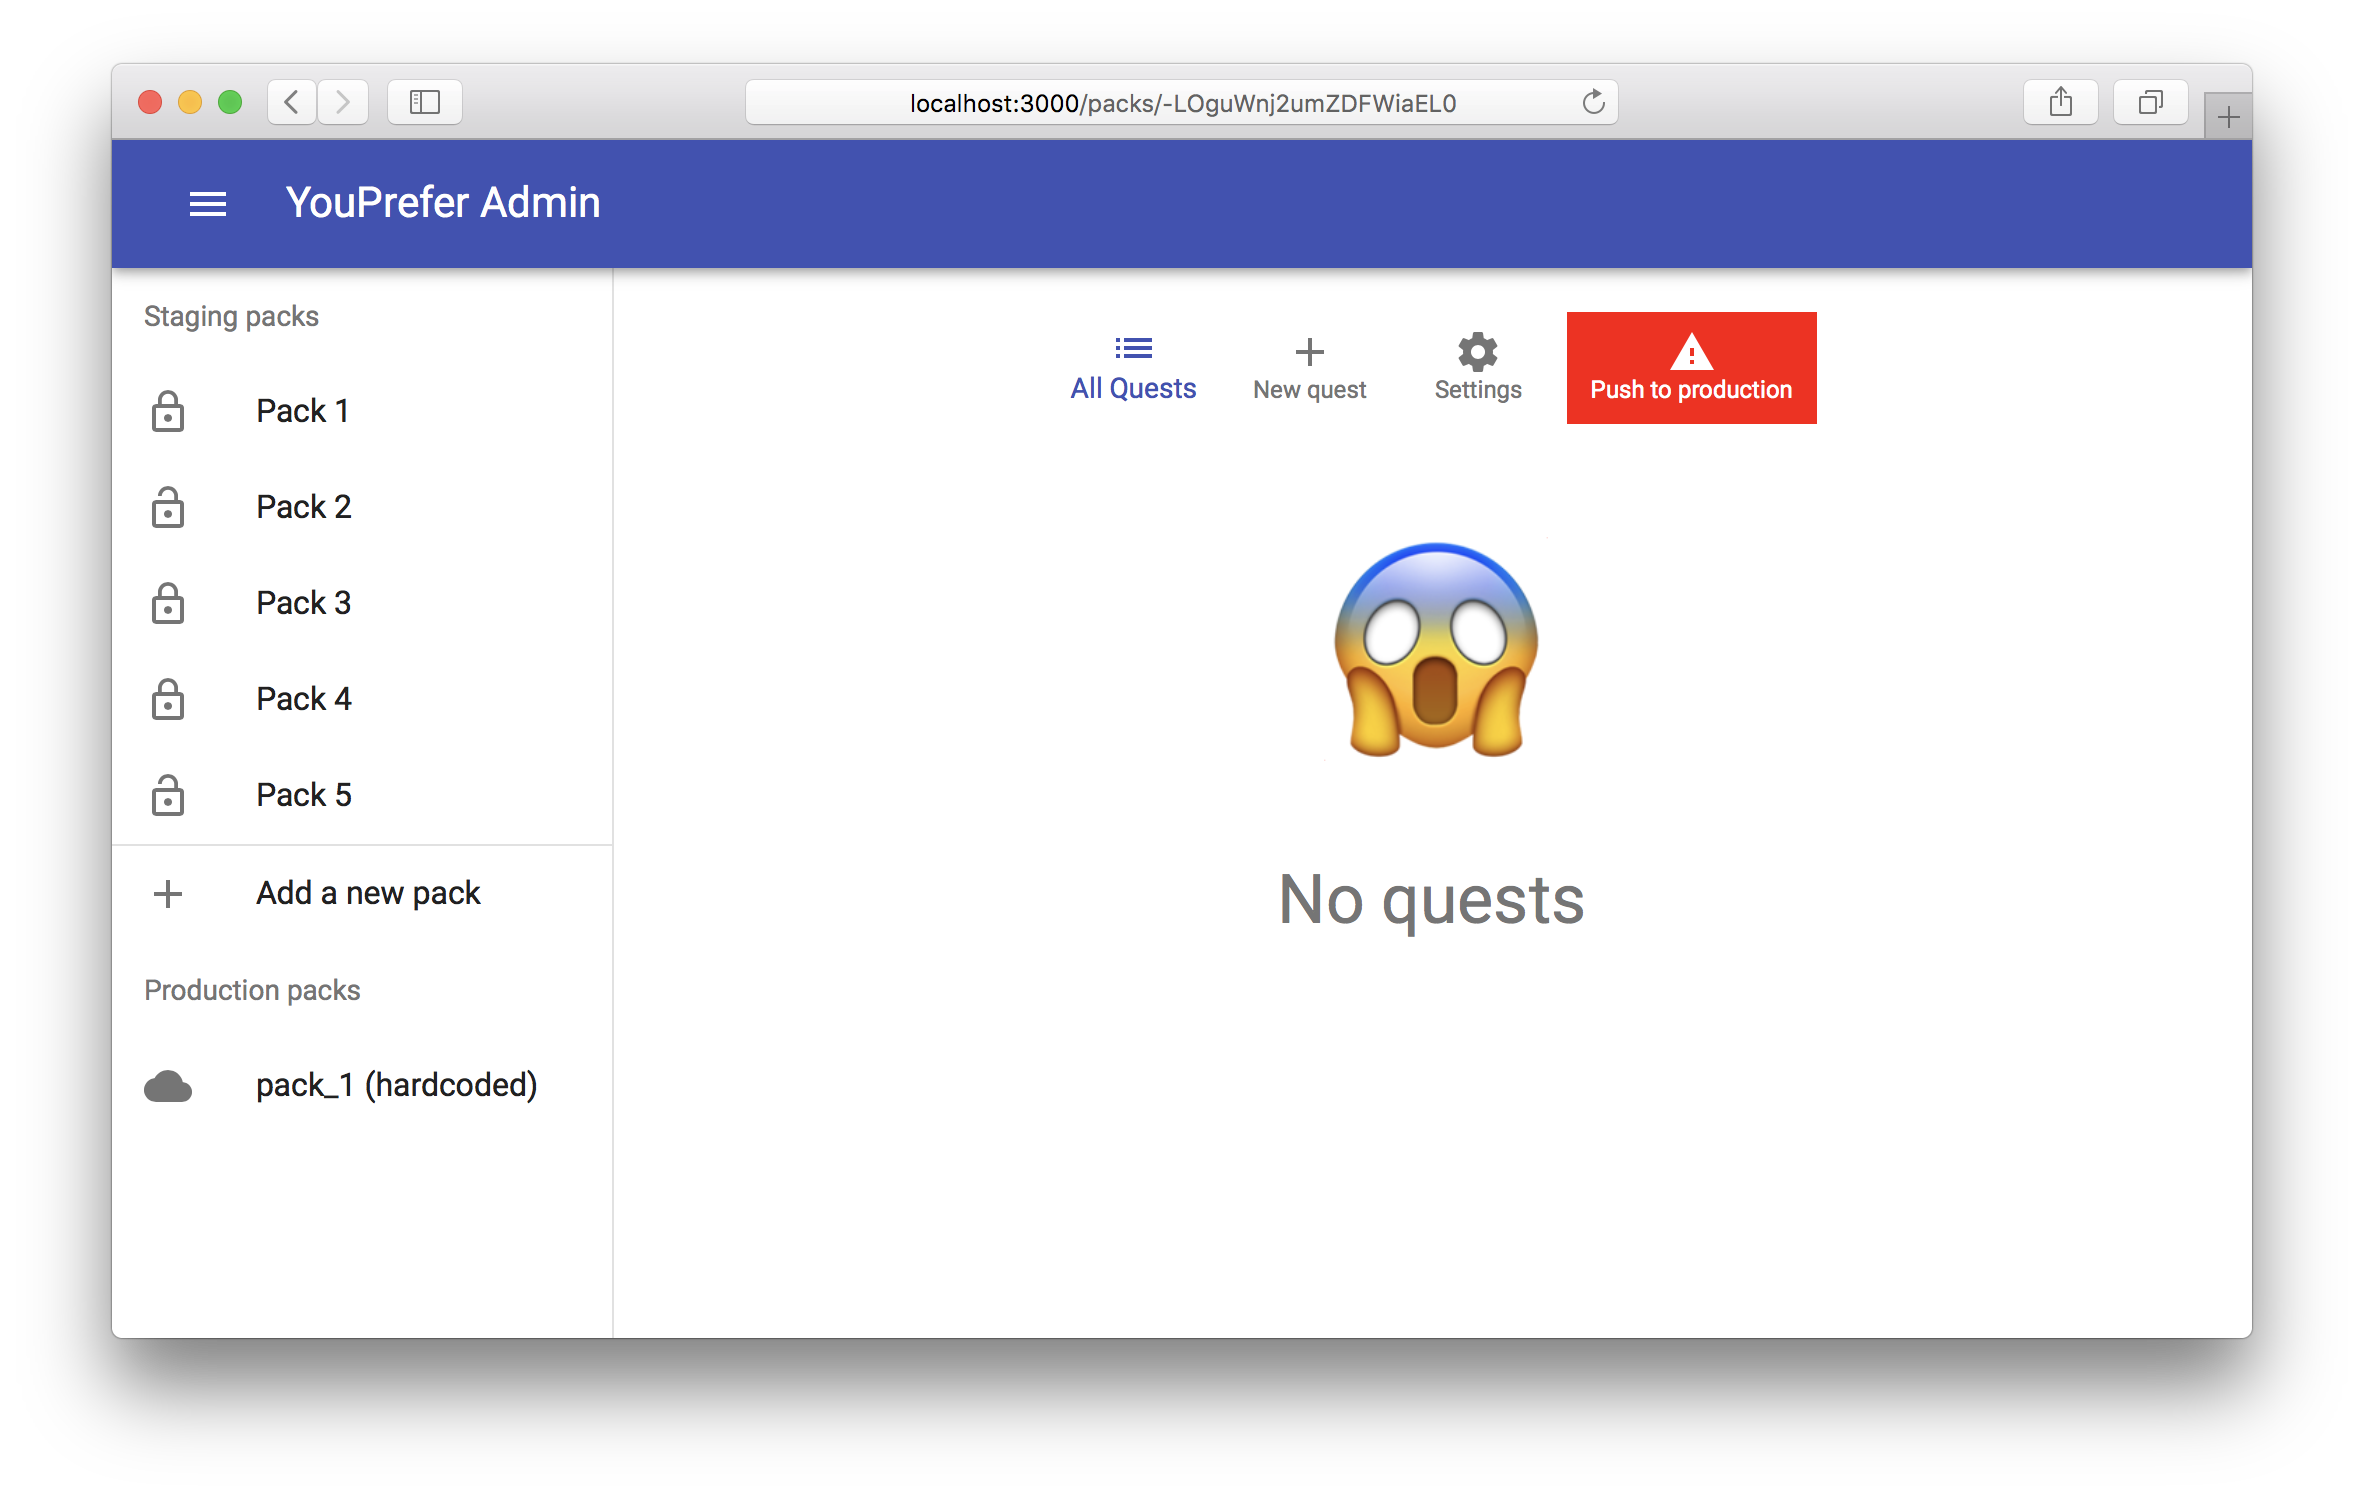 localhost:3000/packs/-LOguWnj2umZDFWiaEL0
YouPrefer Admin
Staging packs
Pack 1
Pack 2
Pack 3
Pack 4
Pack 5
Add a new pack
Production packs
pack_1 (hardcoded)
All Quests
New quest
Settings
Push to production
No quests